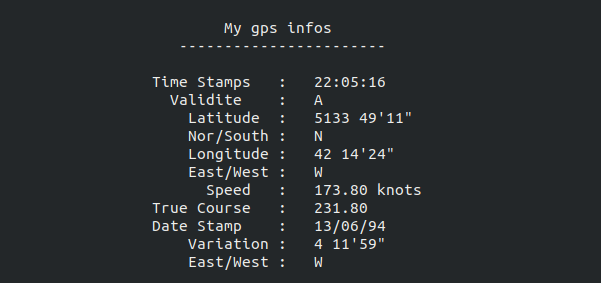 My gps infos
-----------------------
Time Stamps : 22:05:16
Validite : A
Latitude : 5133 49'11"
Nor/South : N
Longitude : 42 14'24"
East/West : W
Speed : 173.80 knots
True Course : 231.80
Date Stamp : 13/06/94
Variation : 4 11'59"
East/West : W